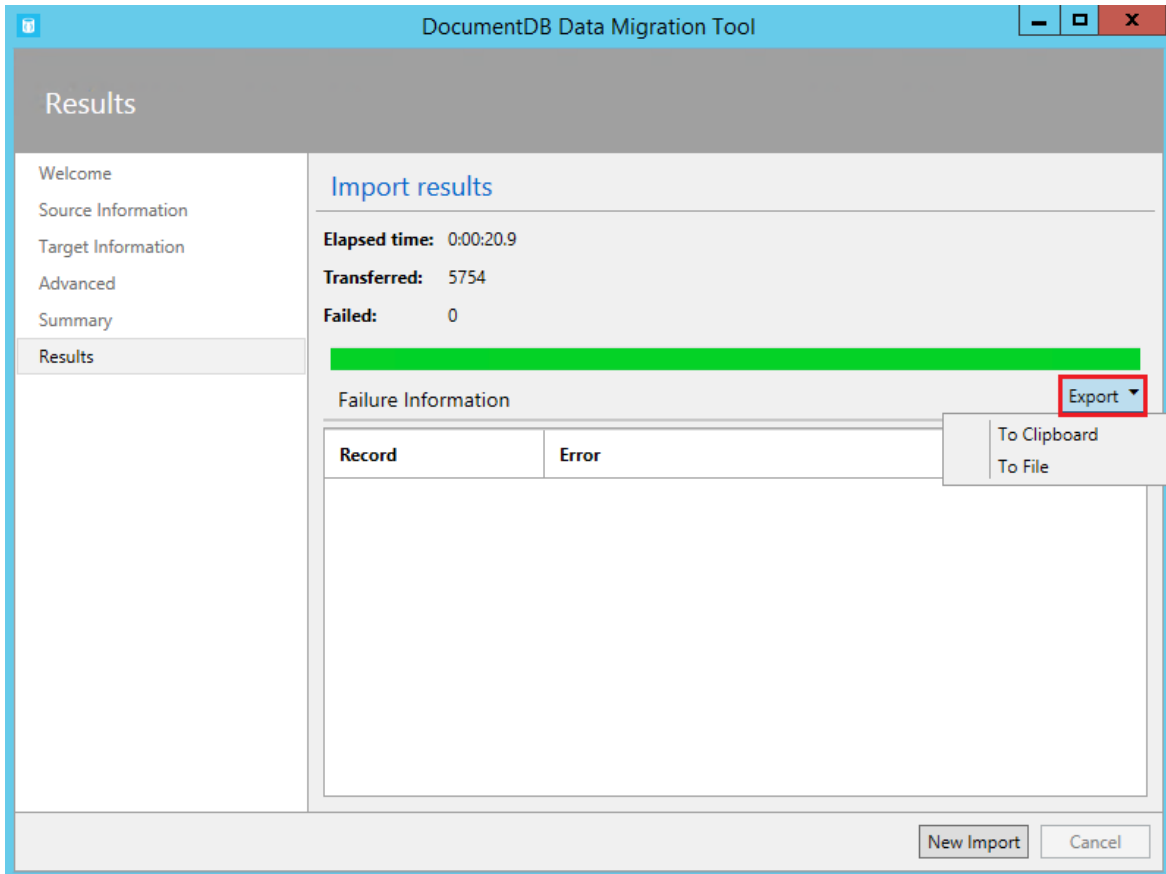 DocumentDB Data Migration Tool
Results
Welcome
Source Information
Target Information
Advanced
Summary
Results
Import results
Elapsed time: 0:00:20.9
Transferred: 5754
Failed: 0
Failure Information
Export
To Clipboard
To File
Record Error
New Import Cancel